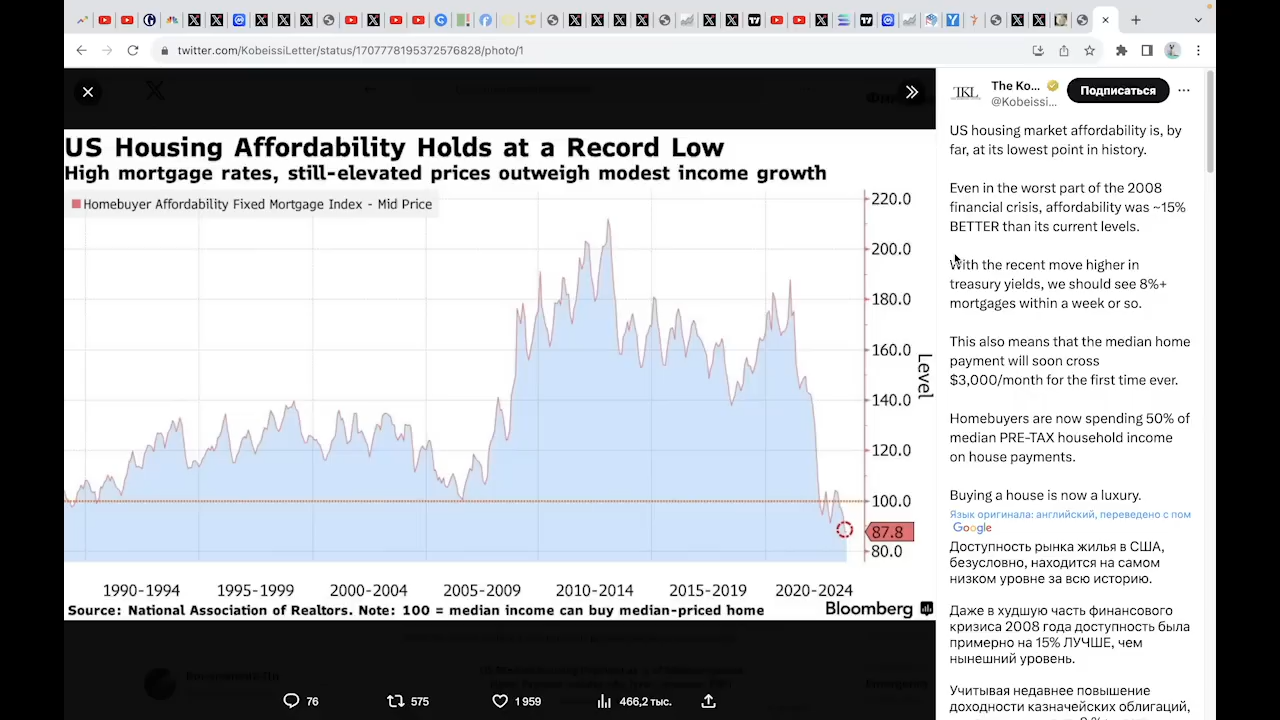 twitter.com/KobeissiLetter/status/1707778195372576828/photo/1
US Housing Affordability Holds at a Record Low
High mortgage rates, still-elevated prices outweigh modest income growth
Homebuyer Affordability Fixed Mortgage Index - Mid Price
220.0
200.0
180.0
160.0
140.0
120.0
100.0
87.8
80.0
Level
1990-1994
1995-1999
2000-2004
2005-2009
2010-2014
2015-2019
2020-2024
Source: National Association of Realtors. Note: 100 = median income can buy median-priced home
Bloomberg
76
575
1 959
466,2 тыс.
TKL
The Ko...
@Kobeissi...
Подписаться
US housing market affordability is, by
far, at its lowest point in history.
Even in the worst part of the 2008
financial crisis, affordability was ~15%
BETTER than its current levels.
With the recent move higher in
treasury yields, we should see 8%+
mortgages within a week or so.
This also means that the median home
payment will soon cross
$3,000/month for the first time ever.
Homebuyers are now spending 50% of
median PRE-TAX household income
on house payments.
Buying a house is now a luxury.
Язык оригинала: английский, переведено с пом
Google
Доступность рынка жилья в США,
безусловно, находится на самом
низком уровне за всю историю.
Даже в худшую часть финансового
кризиса 2008 года доступность была
примерно на 15% ЛУЧШЕ, чем
нынешний уровень.
Учитывая недавнее повышение
доходности казначейских облигаций,